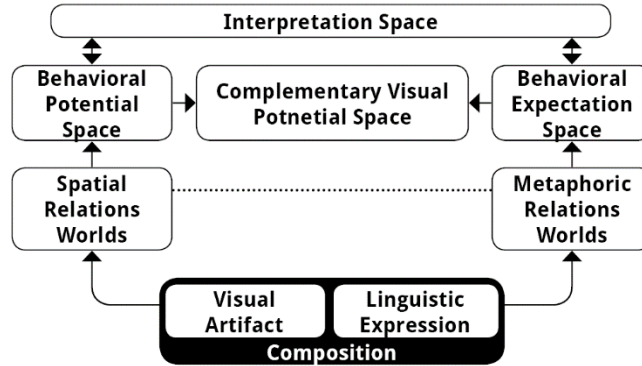 Interpretation Space
Behavioral
Potential
Space
Complementary Visual
Potnetial Space
Behavioral
Expectation
Space
Spatial
Relations
Worlds
Metaphoric
Relations
Worlds
Visual
Artifact
Linguistic
Expression
Composition